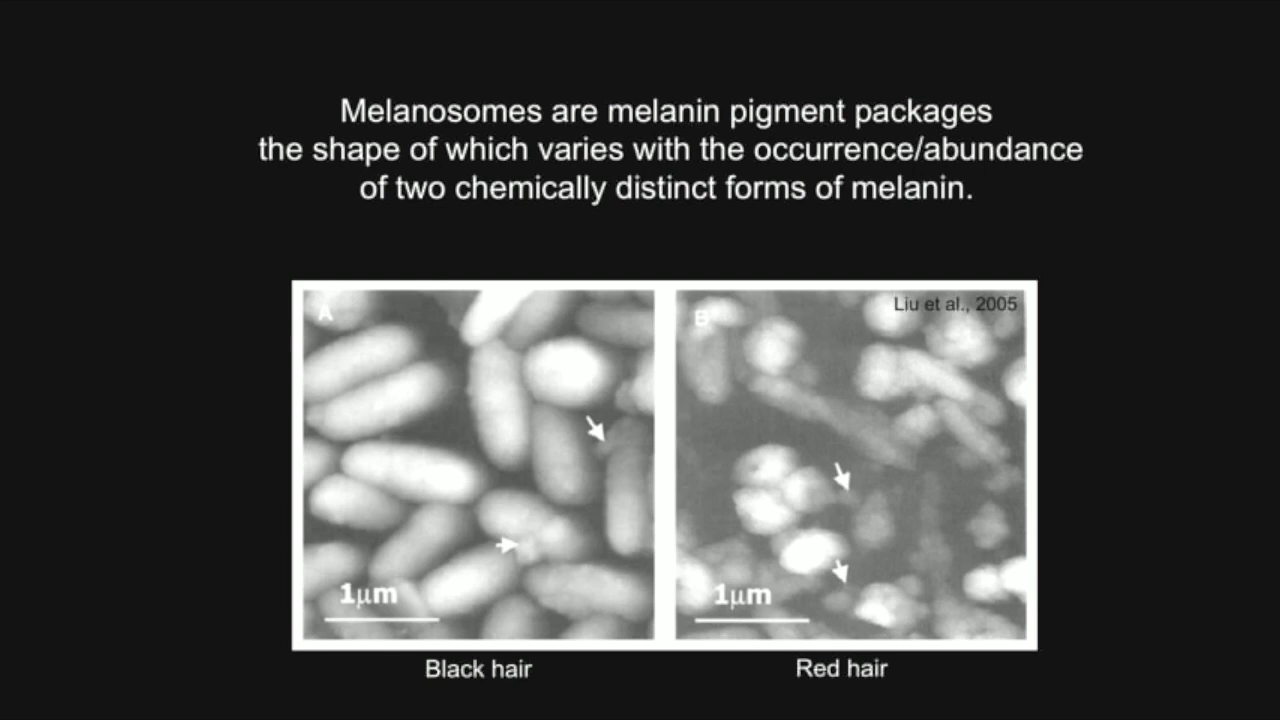 Melanosomes are melanin pigment packages
the shape of which varies with the occurrence/abundance
of two chemically distinct forms of melanin.
A
B
Liu et al., 2005
1μm
1μm
Black hair
Red hair